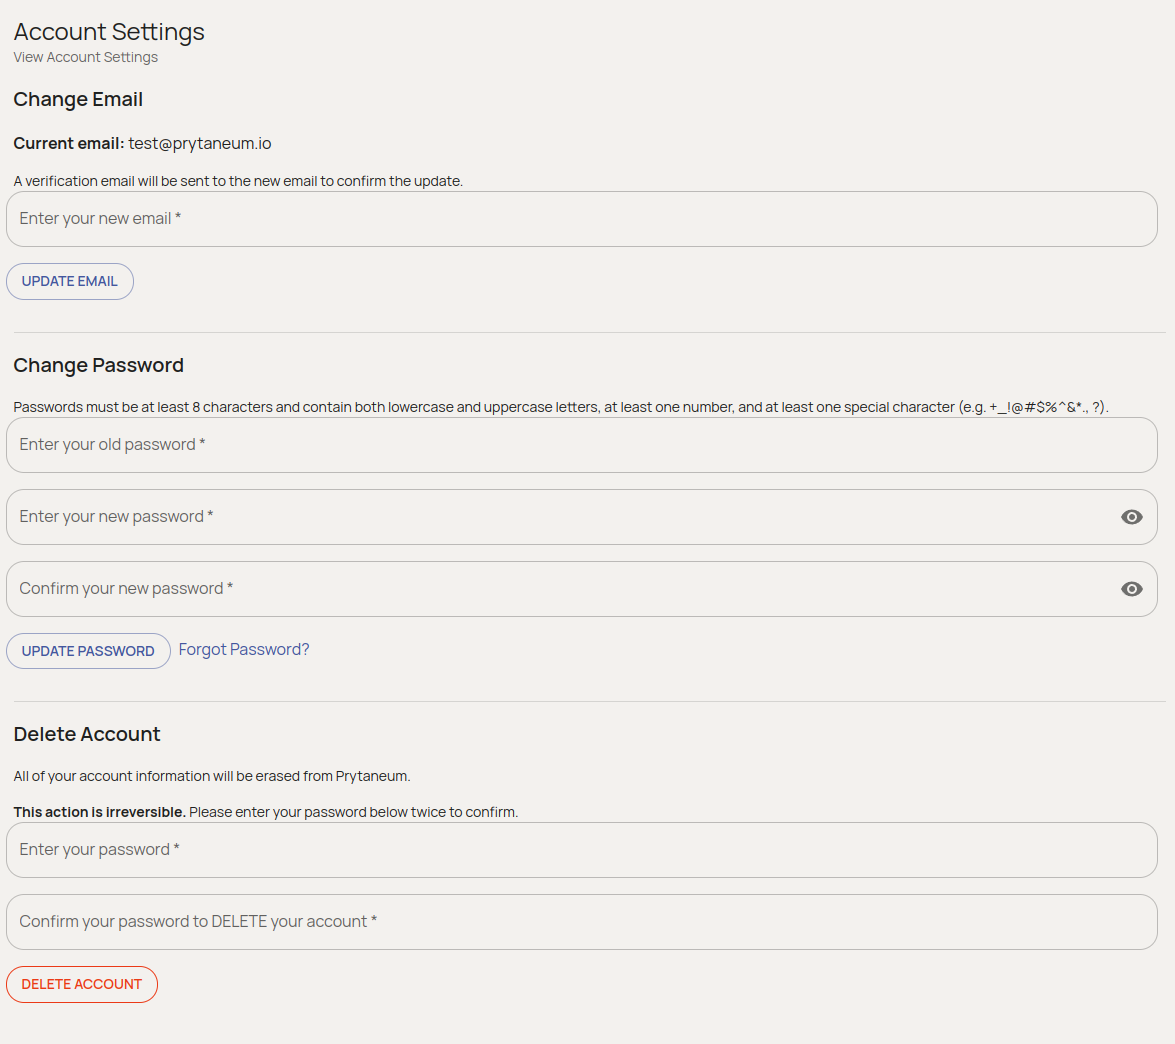 Account Settings
View Account Settings
Change Email
Current email: test@prytaneum.io
A verification email will be sent to the new email to confirm the update.
Enter your new email *
UPDATE EMAIL
Change Password
Passwords must be at least 8 characters and contain both lowercase and uppercase letters, at least one number, and at least one special character (e.g. +_!@#$%^&*., ?).
Enter your old password *
Enter your new password *
Confirm your new password *
UPDATE PASSWORD Forgot Password?
Delete Account
All of your account information will be erased from Prytaneum.
This action is irreversible. Please enter your password below twice to confirm.
Enter your password *
Confirm your password to DELETE your account *
DELETE ACCOUNT